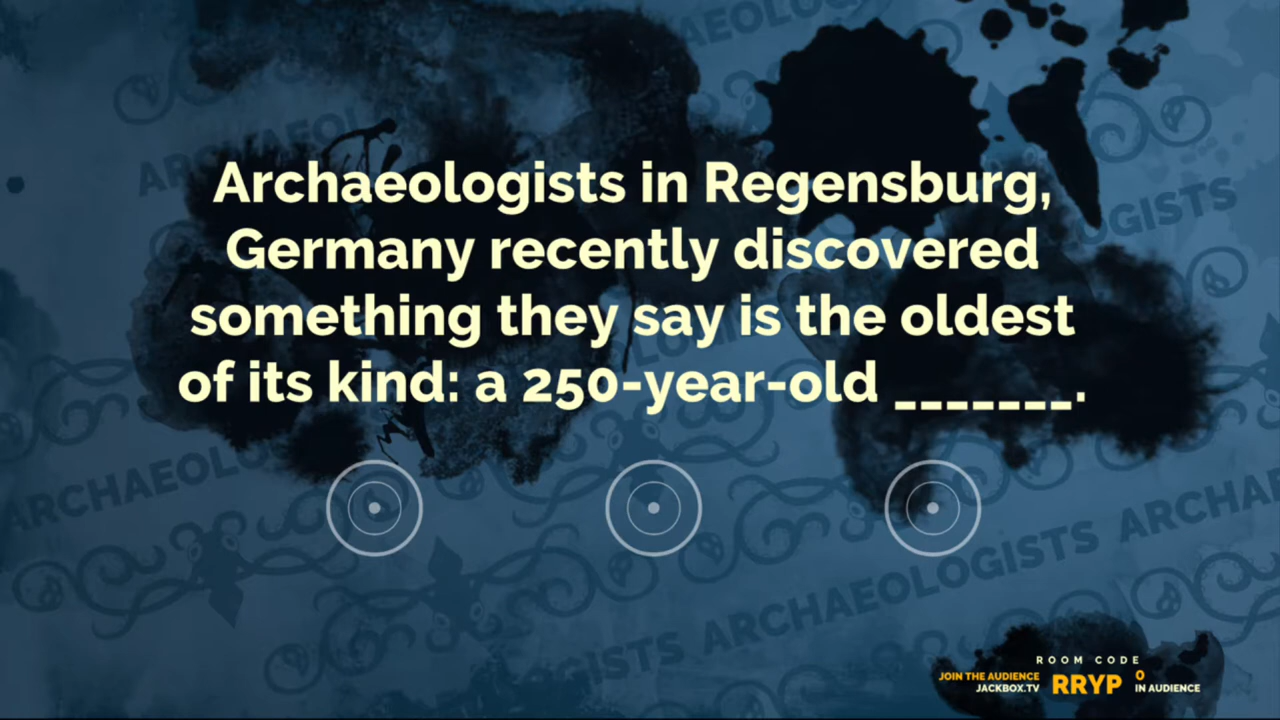 Archaeologists in Regensburg,
Germany recently discovered
something they say is the oldest
of its kind: a 250-year-old _______.
ROOM CODE
JOIN THE AUDIENCE
JACKBOX.TV
RRYP
0
IN AUDIENCE